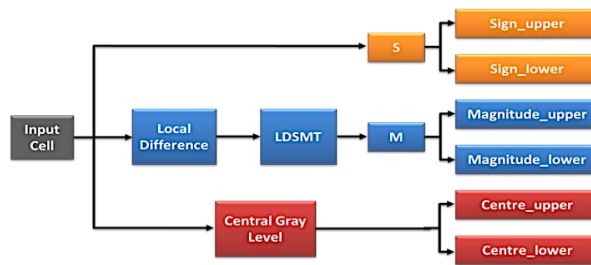 Sign_upper
S
Sign_lower
Input
Cell
Local
Difference
LDSMT
M
Magnitude_upper
Magnitude_lower
Central Gray
Level
Centre_upper
Centre_lower